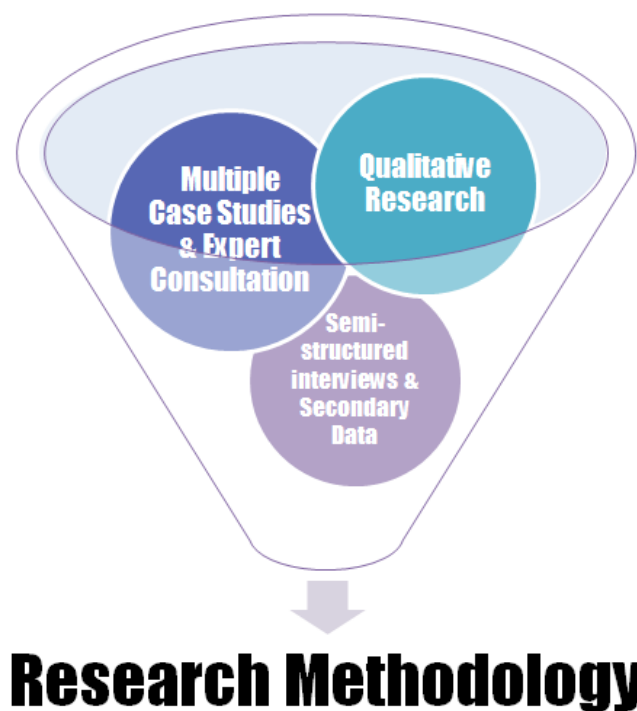 Multiple
Case Studies
& Expert
Consultation
Qualitative
Research
Semi-
structured
interviews &
Secondary
Data
Research Methodology